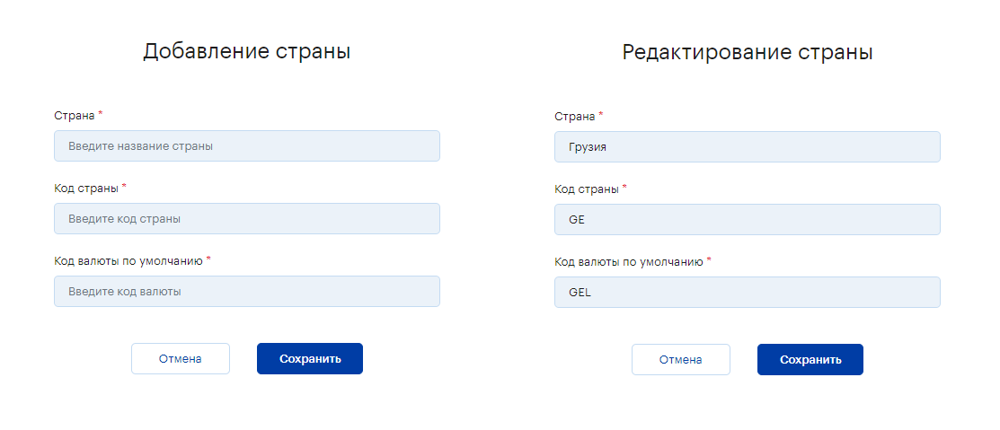 Добавление страны
Страна *
Введите название страны
Код страны *
Введите код страны
Код валюты по умолчанию *
Введите код валюты
Отмена
Сохранить
Редактирование страны
Страна *
Грузия
Код страны *
GE
Код валюты по умолчанию *
GEL
Отмена
Сохранить